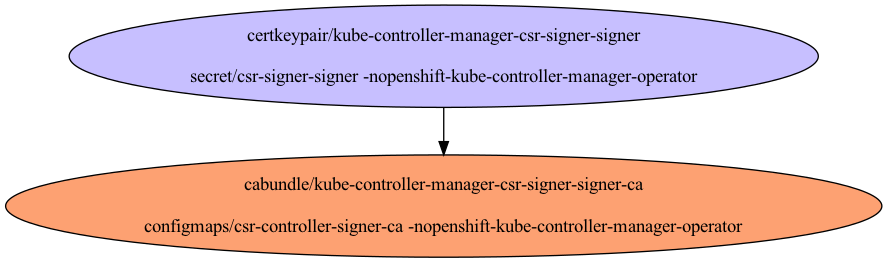 certkeypair/kube-controller-manager-csr-signer-signer
secret/csr-signer-signer -nopenshift-kube-controller-manager-operator
cabundle/kube-controller-manager-csr-signer-signer-ca
configmaps/csr-controller-signer-ca -nopenshift-kube-controller-manager-operator